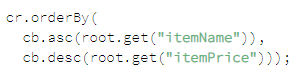 cr.orderBy(
cb.asc(root.get("itemName")),
cb.desc(root.get("itemPrice")));